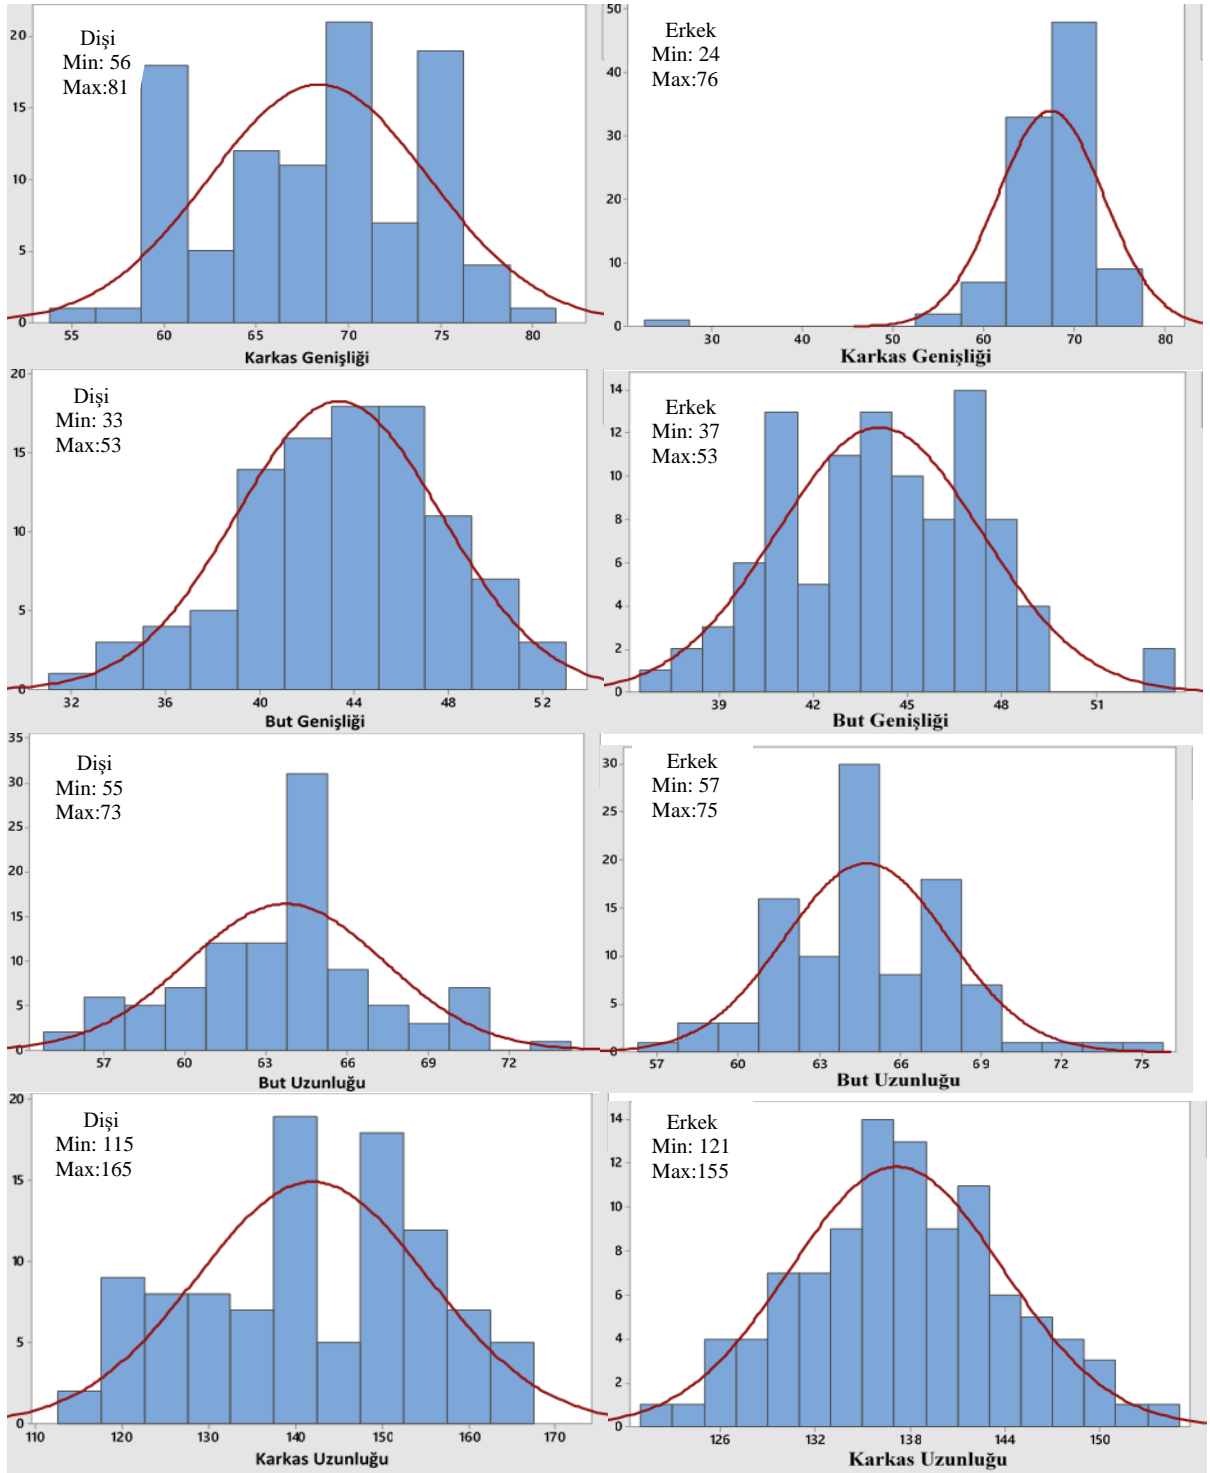 Dişi
Min: 56
Max:81
20
15
10
5
0
55 60 65 70 75 80
Karkas Genişliği
Erkek
Min: 24
Max:76
50
40
30
20
10
0
30 40 50 60 70 80
Karkas Genişliği
Dişi
Min: 33
Max:53
20
15
10
5
0
32 36 40 44 48 52
But Genişliği
Erkek
Min: 37
Max:53
14
12
10
8
6
4
2
0
39 42 45 48 51
But Genişliği
Dişi
Min: 55
Max:73
35
30
25
20
15
10
5
0
57 60 63 66 69 72
But Uzunluğu
Erkek
Min: 57
Max:75
30
25
20
15
10
5
0
57 60 63 66 69 72 75
But Uzunluğu
Dişi
Min: 115
Max:165
20
15
10
5
0
110 120 130 140 150 160 170
Karkas Uzunluğu
Erkek
Min: 121
Max:155
14
12
10
8
6
4
2
0
126 132 138 144 150
Karkas Uzunluğu